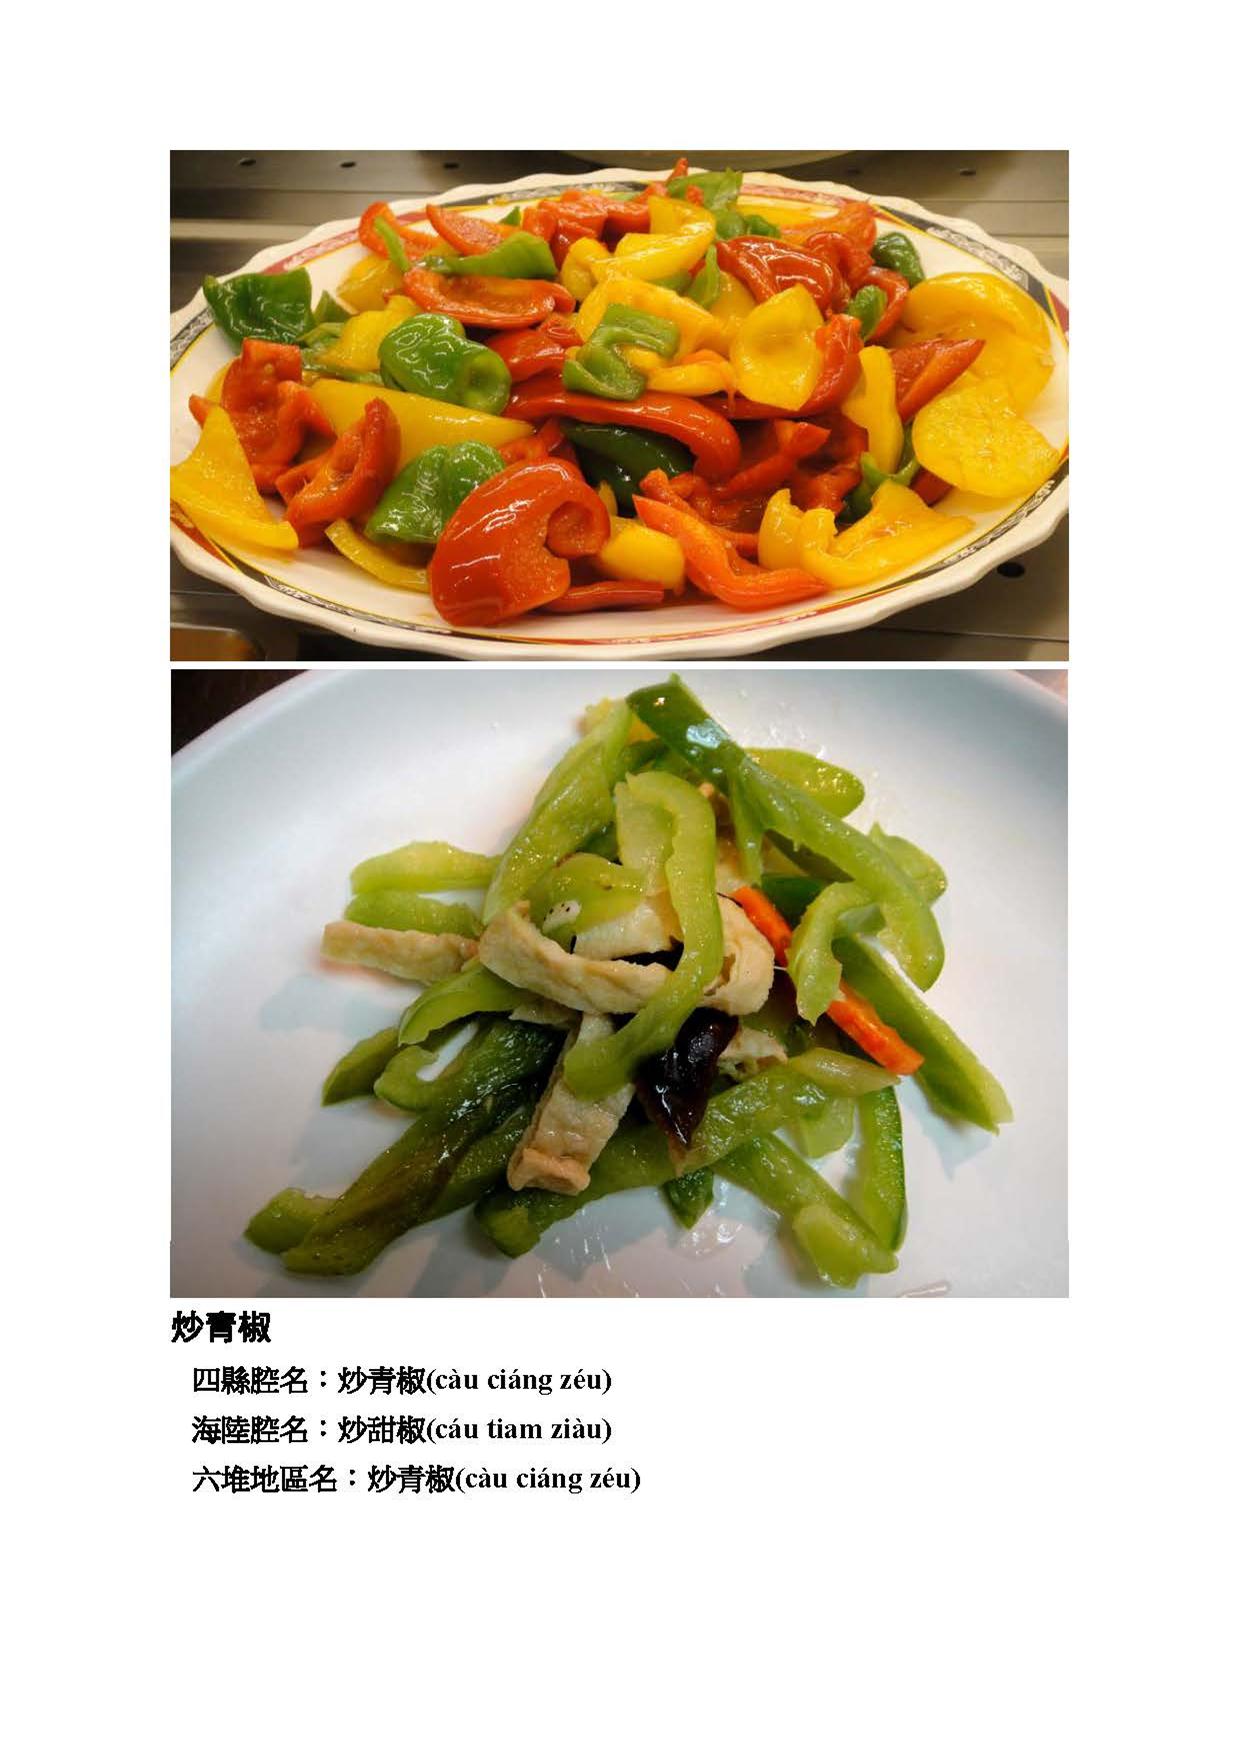 炒青椒
四縣腔名：炒青椒(càu ciáng zéu)
海陸腔名：炒甜椒(cáu tiam ziàu)
六堆地區名：炒青椒(càu ciáng zéu)